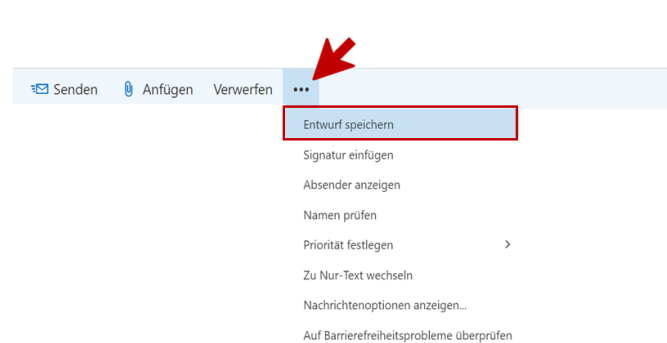 Senden Anfügen Verwerfen •••
Entwurf speichern
Signatur einfügen
Absender anzeigen
Namen prüfen
Priorität festlegen
Zu Nur-Text wechseln
Nachrichtenoptionen anzeigen...
Auf Barrierefreiheitsprobleme überprüfen